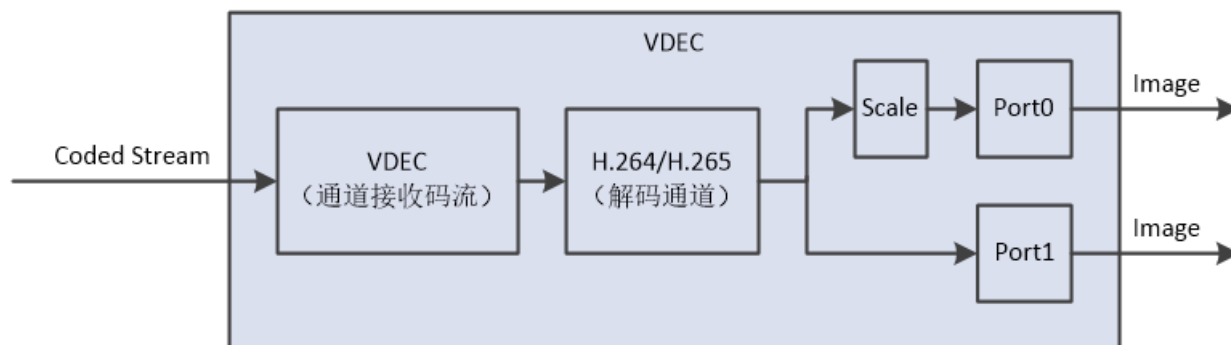 VDEC
Coded Stream
VDEC
（通道接收码流）
H.264/H.265
（解码通道）
Scale
Port0
Image
Port1
Image